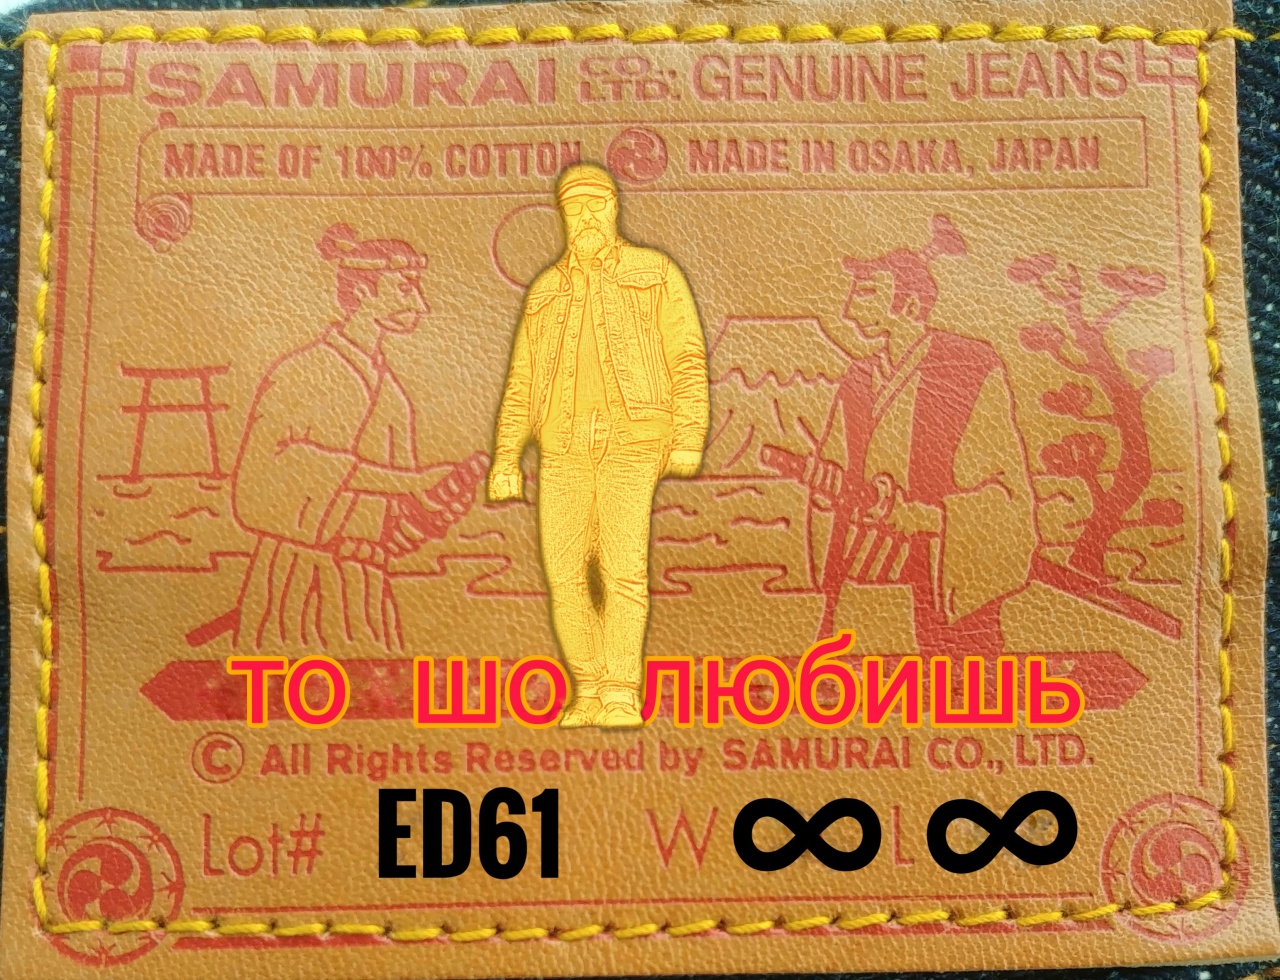 SAMURAI CO., LTD. GENUINE JEANS
MADE OF 100% COTTON MADE IN OSAKA, JAPAN
то шо любишь
© All Rights Reserved by SAMURAI CO., LTD.
Lot# ED61 W ∞ L ∞